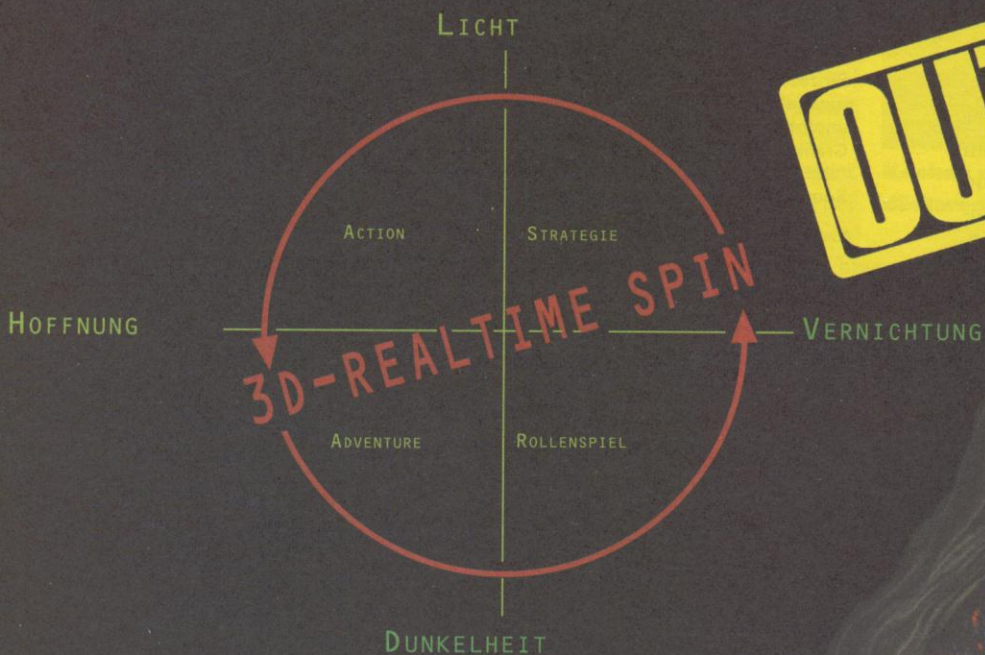 LICHT
ACTION
STRATEGIE
HOFFNUNG
3D-REALTIME SPIN
VERNICHTUNG
ADVENTURE
ROLLENSPIEL
DUNKELHEIT